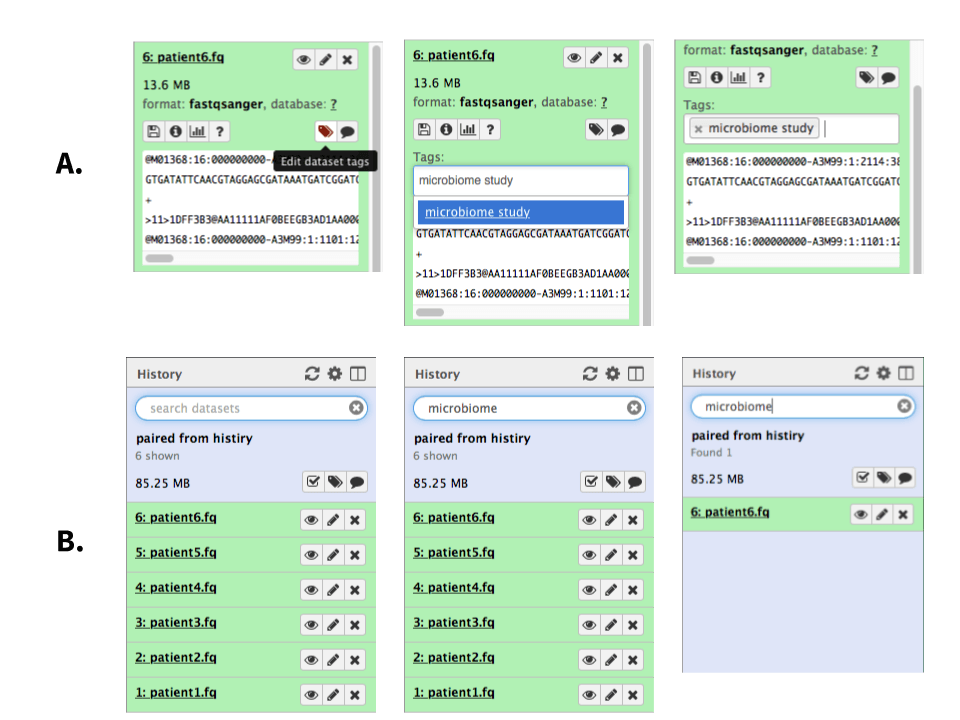 A.
6: patient6.fq
13.6 MB
format: fastqsanger, database: ?
?
Edit dataset tags
@M01368:16:000000000-A
GTGATATTCAACGTAGGAGCGATAAATGATCGGATC
+
>11>1DFF3B3@AA11111AF0BEEGB3AD1AA00
@M01368:16:000000000-A3M99:1:1101:12
6: patient6.fq
13.6 MB
format: fastqsanger, database: ?
?
Tags:
microbiome study
microbiome study
GTGATATTCAACGTAGGAGCGATAAATGATCGGATC
+
>11>1DFF3B3@AA11111AF0BEEGB3AD1AA00
@M01368:16:000000000-A3M99:1:1101:12
format: fastqsanger, database: ?
?
Tags:
× microbiome study
@M01368:16:000000000-A3M99:1:2114:38
GTGATATTCAACGTAGGAGCGATAAATGATCGGATC
+
>11>1DFF3B3@AA11111AF0BEEGB3AD1AA00
@M01368:16:000000000-A3M99:1:1101:12
B.
History
search datasets
paired from histiry
6 shown
85.25 MB
6: patient6.fq
5: patient5.fq
4: patient4.fq
3: patient3.fq
2: patient2.fq
1: patient1.fq
History
microbiome
paired from histiry
6 shown
85.25 MB
6: patient6.fq
5: patient5.fq
4: patient4.fq
3: patient3.fq
2: patient2.fq
1: patient1.fq
History
microbiome
paired from histiry
Found 1
85.25 MB
6: patient6.fq